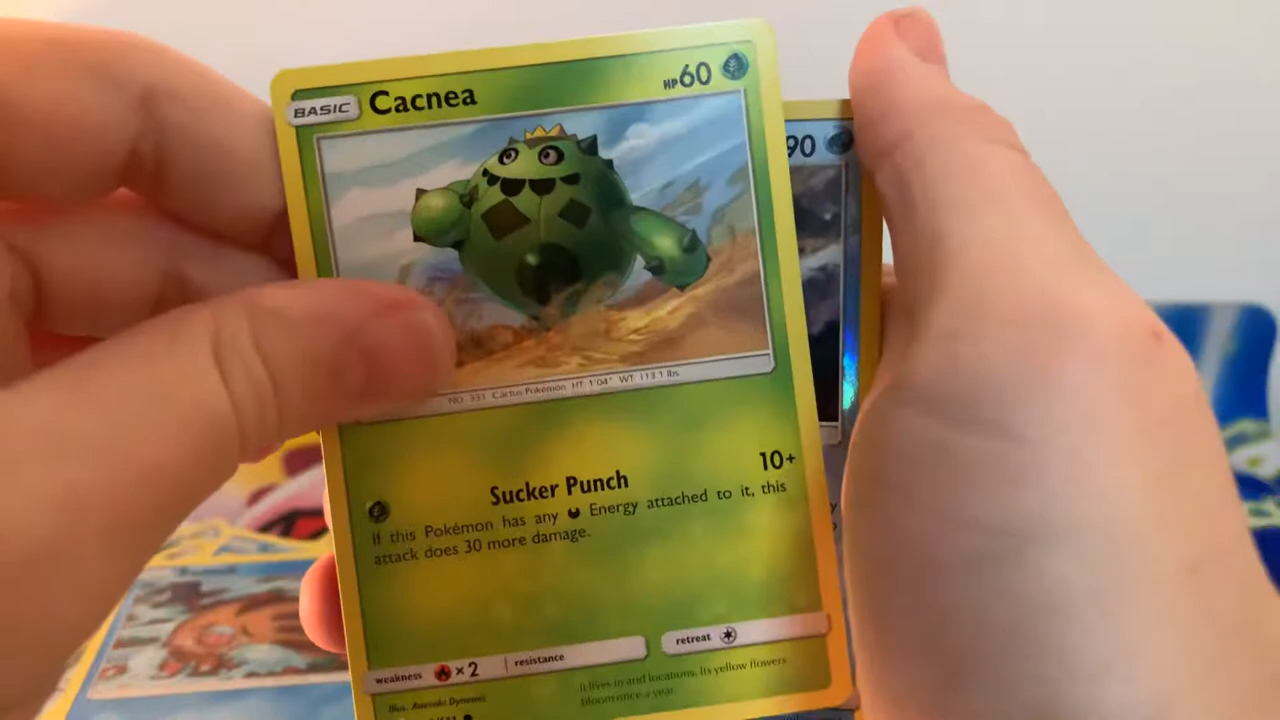 BASIC Cacnea HP60
90
NO. 331 Cactus Pokémon HT: 1'04" WT: 113.1 lbs
Sucker Punch 10+
If this Pokémon has any Energy attached to it, this
attack does 30 more damage.
weakness ×2 resistance retreat
It lives in arid locations. Its yellow flowers
bloom once a year.
Illus. Anesaki Dynamic